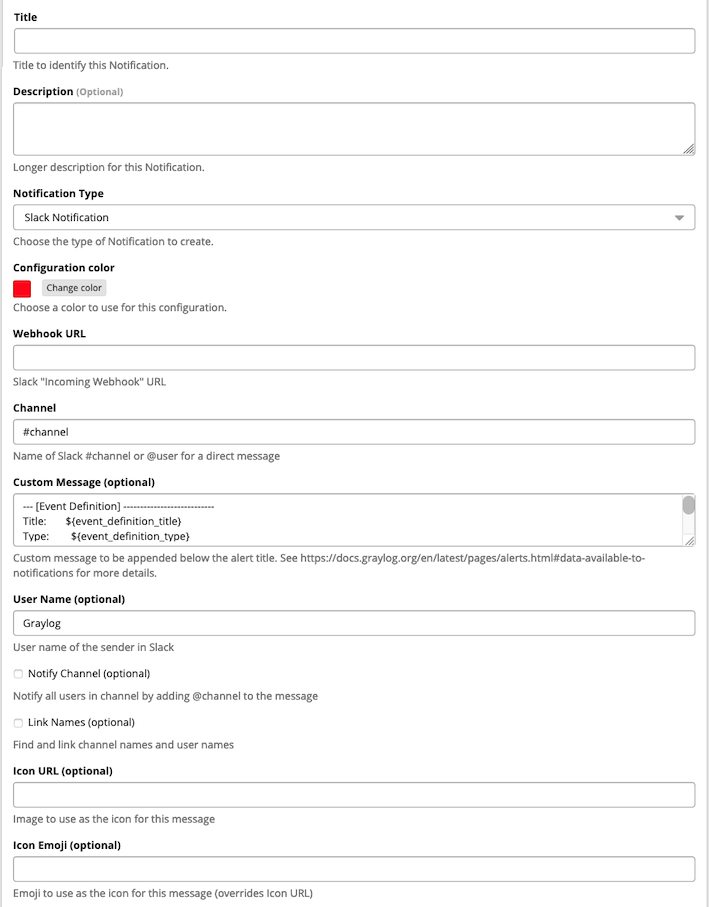 Title
Title to identify this Notification.
Description (Optional)
Longer description for this Notification.
Notification Type
Slack Notification
Choose the type of Notification to create.
Configuration color
Change color
Choose a color to use for this configuration.
Webhook URL
Slack "Incoming Webhook" URL
Channel
#channel
Name of Slack #channel or @user for a direct message
Custom Message (optional)
--- [Event Definition] ---------------------------
Title: ${event_definition_title}
Type: ${event_definition_type}
Custom message to be appended below the alert title. See https://docs.graylog.org/en/latest/pages/alerts.html#data-available-to-
notifications for more details.
User Name (optional)
Graylog
User name of the sender in Slack
Notify Channel (optional)
Notify all users in channel by adding @channel to the message
Link Names (optional)
Find and link channel names and user names
Icon URL (optional)
Image to use as the icon for this message
Icon Emoji (optional)
Emoji to use as the icon for this message (overrides Icon URL)